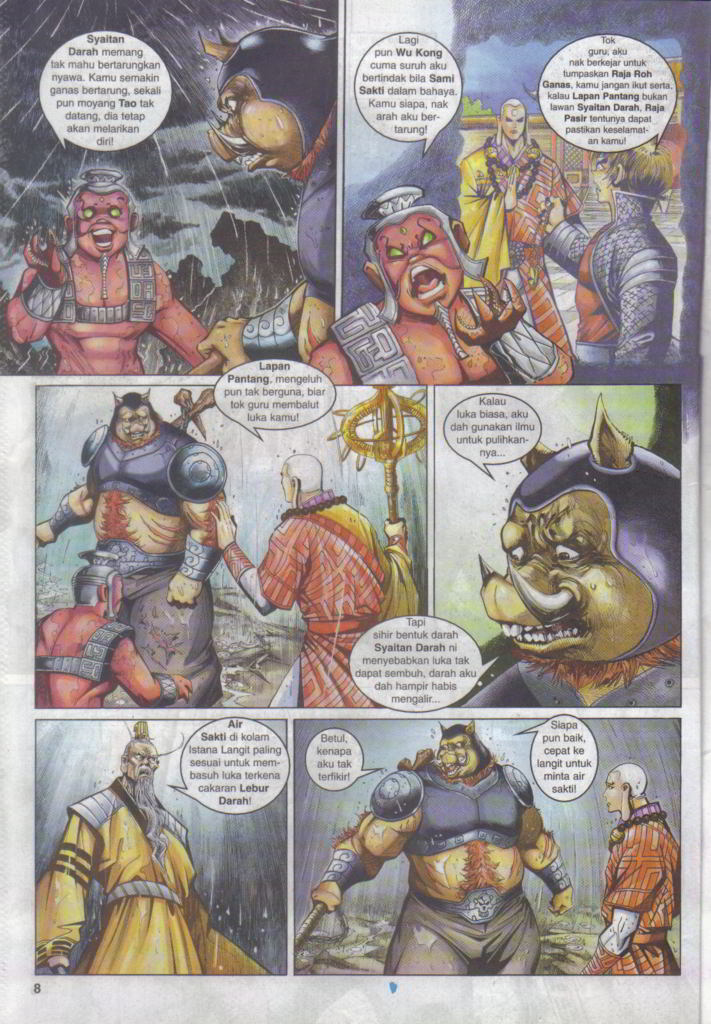 Syaitan
Darah memang
tak mahu bertarungkan
nyawa. Kamu semakin
ganas bertarung, sekali
pun moyang Tao tak
datang, dia tetap
akan melarikan
diri!
Lagi
pun Wu Kong
cuma suruh aku
bertindak bila Sami
Sakti dalam bahaya.
Kamu siapa, nak
arah aku ber-
tarung!
Tok
guru, aku
nak berkejar untuk
tumpaskan Raja Roh
Ganas, kamu jangan ikut serta,
kalau Lapan Pantang bukan
lawan Syaitan Darah, Raja
Pasir tentunya dapat
pastikan keselamat-
an kamu!
Lapan
Pantang, mengeluh
pun tak berguna, biar
tok guru membalut
luka kamu!
Kalau
luka biasa, aku
dah gunakan ilmu
untuk pulihkan-
nya...
Tapi
sihir bentuk darah
Syaitan Darah ni
menyebabkan luka tak
dapat sembuh, darah aku
dah hampir habis
mengalir...
Air
Sakti di kolam
Istana Langit paling
sesuai untuk mem-
basuh luka terkena
cakaran Lebur
Darah!
Betul,
kenapa
aku tak
terfikir!
Siapa
pun baik,
cepat ke
langit untuk
minta air
sakti!
8